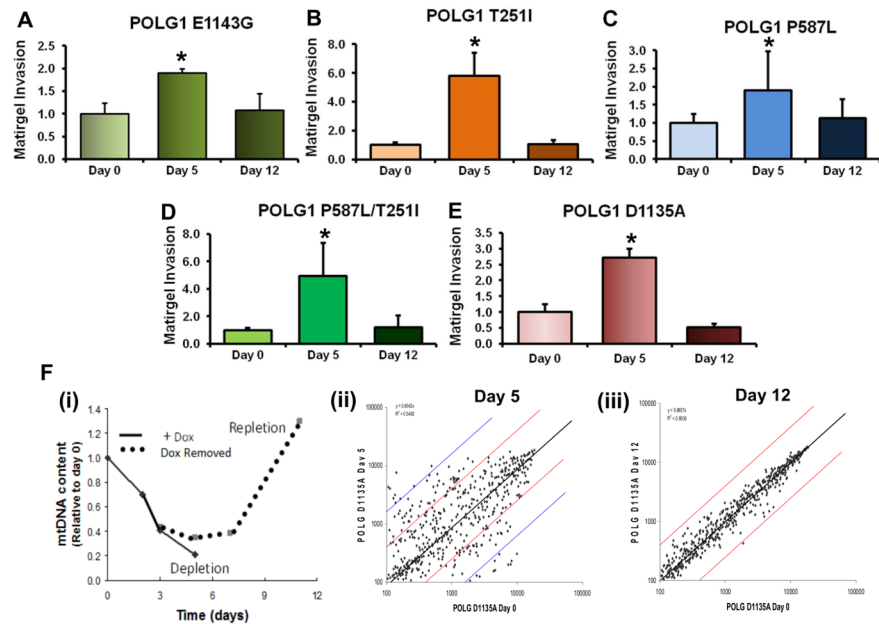 A
POLG1 E1143G
Matirgel Invasion
2.5
2.0
1.5
1.0
0.5
0.0
*
Day 0
Day 5
Day 12
B
POLG1 T251I
Matirgel Invasion
8.0
6.0
4.0
2.0
0.0
*
Day 0
Day 5
Day 12
C
POLG1 P587L
Matirgel Invasion
3.0
2.5
2.0
1.5
1.0
0.5
0.0
*
Day 0
Day 5
Day 12
D
POLG1 P587L/T251I
Matirgel Invasion
8.0
6.0
4.0
2.0
0.0
*
Day 0
Day 5
Day 12
E
POLG1 D1135A
Matirgel Invasion
3.5
3.0
2.5
2.0
1.5
1.0
0.5
0.0
*
Day 0
Day 5
Day 12
F
(i)
mtDNA content
(Relative to day 0)
1.4
1.2
1.0
0.8
0.6
0.4
0.2
0.0
Repletion
+ Dox
Dox Removed
Depletion
0
3
6
9
12
Time (days)
(ii)
Day 5
POLG D1135A Day 5
100000
10000
1000
100
100
1000
10000
100000
POLG D1135A Day 0
(iii)
Day 12
POLG D1135A Day 12
100000
10000
1000
100
100
1000
10000
100000
POLG D1135A Day 0